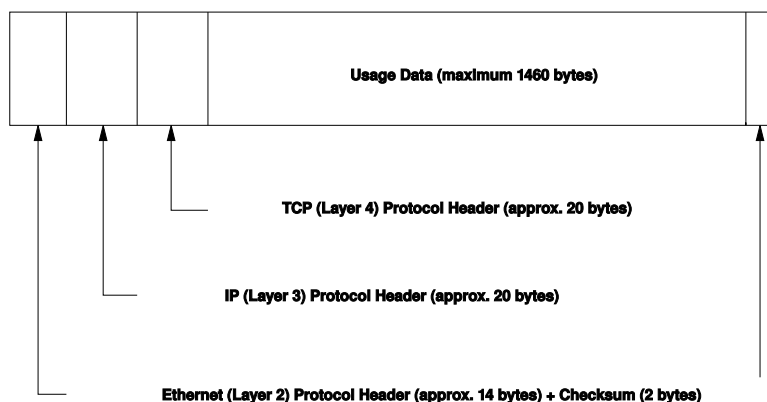 Usage Data (maximum 1460 bytes)
TCP (Layer 4) Protocol Header (approx. 20 bytes)
IP (Layer 3) Protocol Header (approx. 20 bytes)
Ethernet (Layer 2) Protocol Header (approx. 14 bytes) + Checksum (2 bytes)